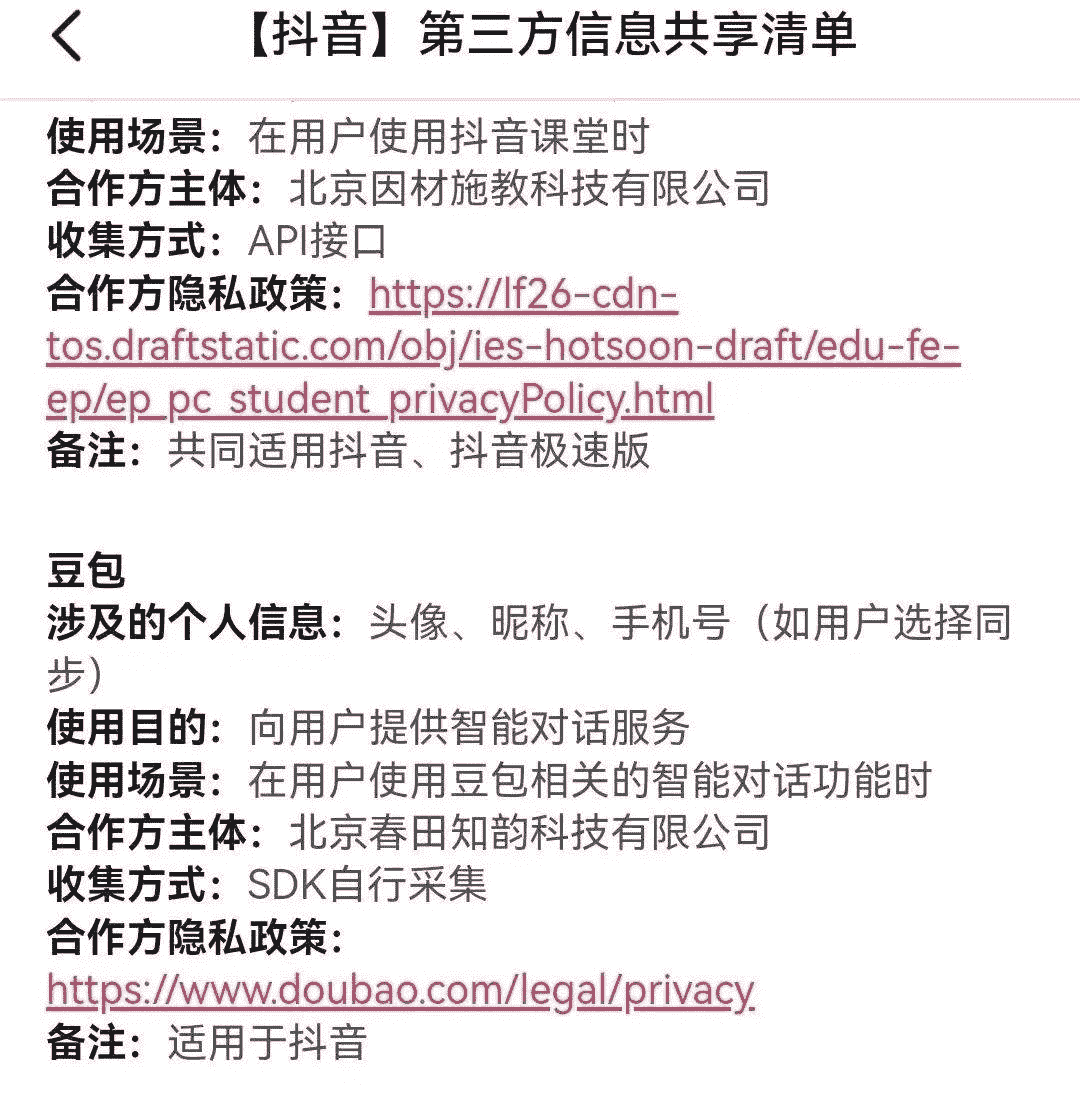 【抖音】第三方信息共享清单
使用场景：在用户使用抖音课堂时
合作方主体：北京因材施教科技有限公司
收集方式：API接口
合作方隐私政策：https://lf26-cdn-
tos.draftstatic.com/obj/ies-hotsoon-draft/edu-fe-
ep/ep_pc_student_privacyPolicy.html
备注：共同适用抖音、抖音极速版
豆包
涉及的个人信息：头像、昵称、手机号（如用户选择同
步）
使用目的：向用户提供智能对话服务
使用场景：在用户使用豆包相关的智能对话功能时
合作方主体：北京春田知韵科技有限公司
收集方式：SDK自行采集
合作方隐私政策：
https://www.doubao.com/legal/privacy
备注：适用于抖音